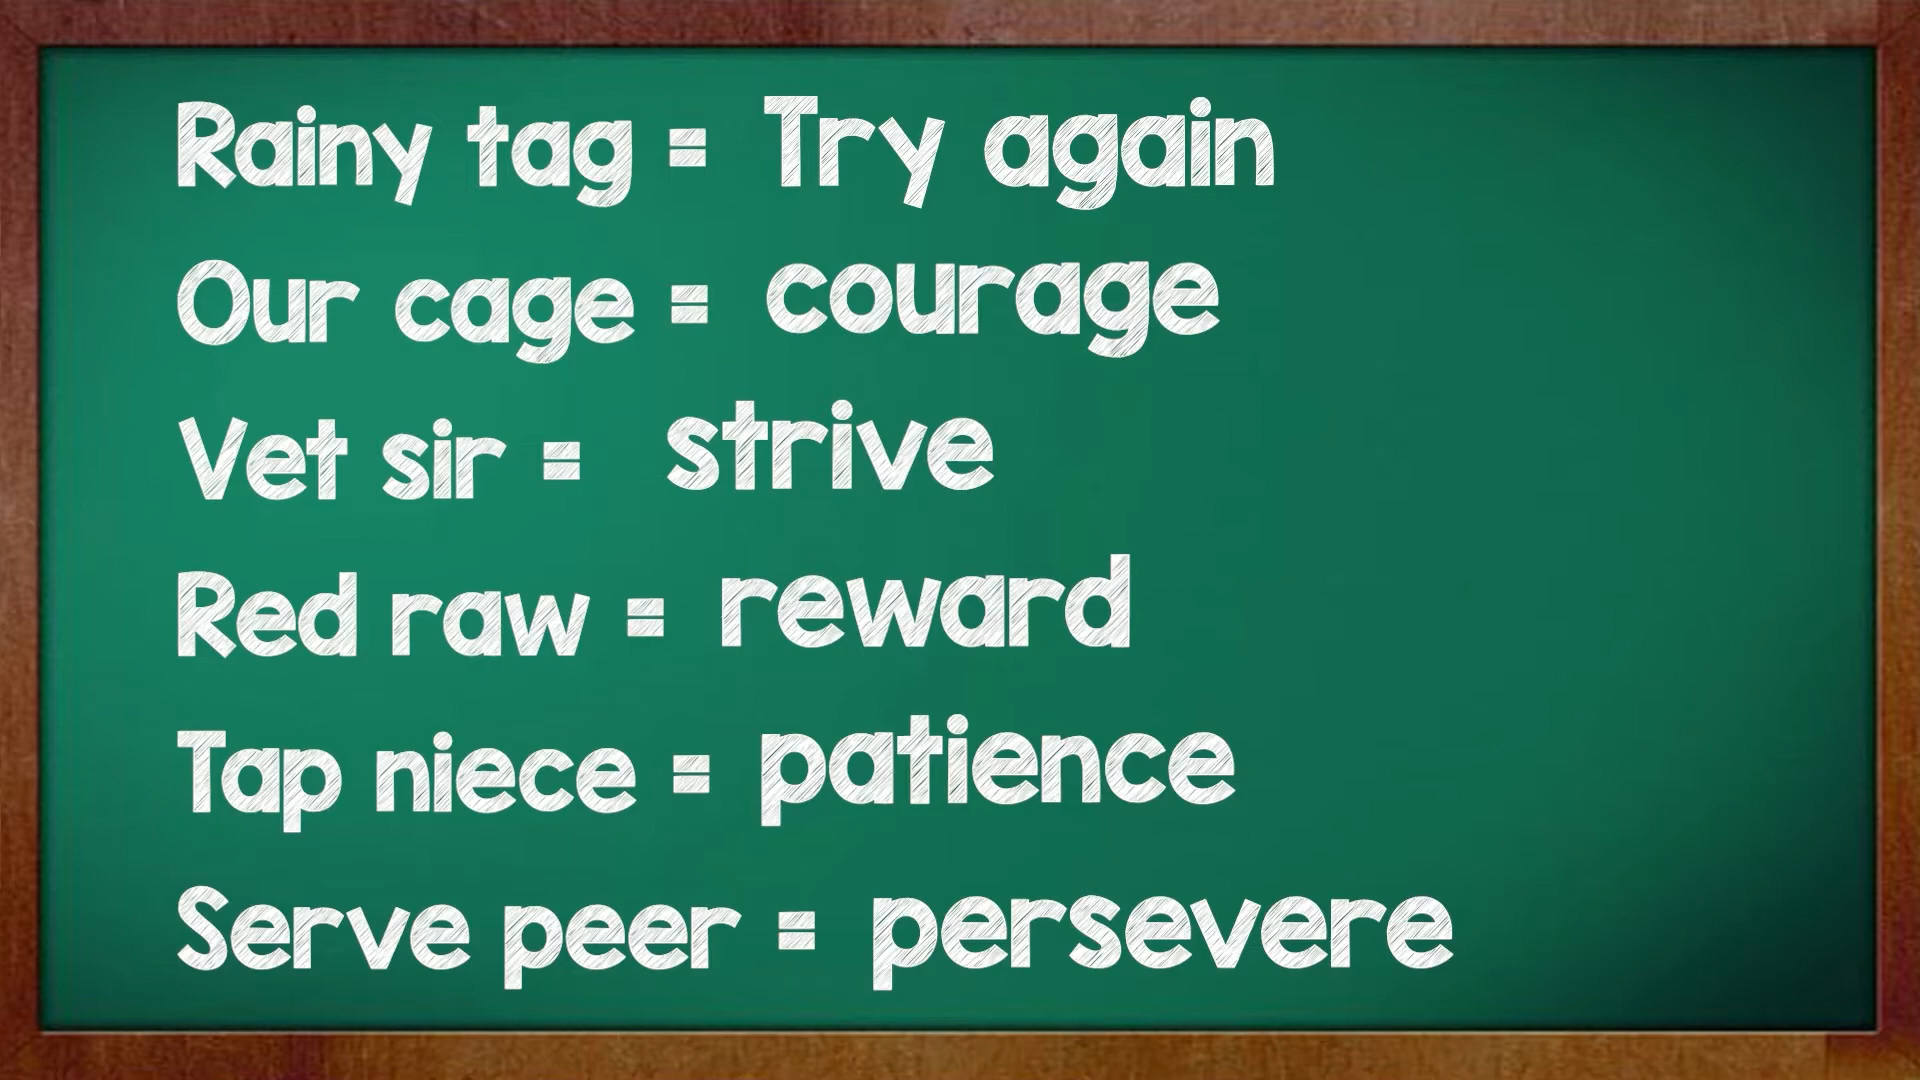 Rainy tag = Try again
Our cage = courage
Vet sir = strive
Red raw = reward
Tap niece = patience
Serve peer = persevere